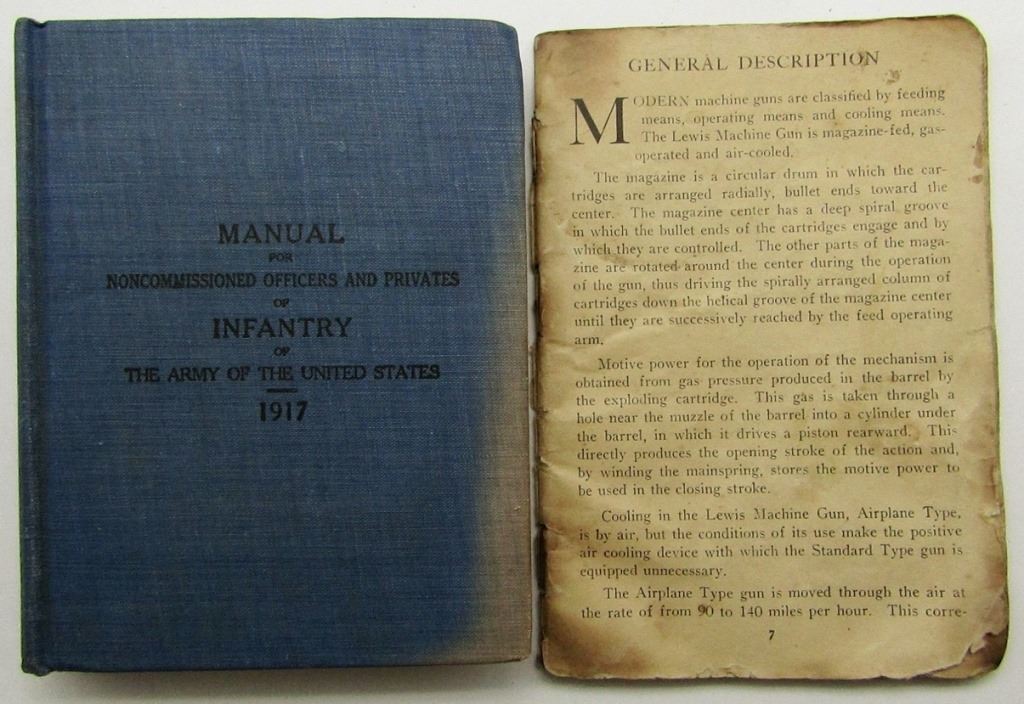 MANUAL
FOR
NONCOMMISSIONED OFFICERS AND PRIVATES
OF
INFANTRY
OF
THE ARMY OF THE UNITED STATES
1917
GENERAL DESCRIPTION
MODERN machine guns are classified by feeding
means, operating means and cooling means.
The Lewis Machine Gun is magazine-fed, gas-
operated and air-cooled.
The magazine is a circular drum in which the car-
tridges are arranged radially, bullet ends toward the
center. The magazine center has a deep spiral groove
in which the bullet ends of the cartridges engage and by
which they are controlled. The other parts of the maga-
zine are rotated around the center during the operation
of the gun, thus driving the spirally arranged column of
cartridges down the helical groove of the magazine center
until they are successively reached by the feed operating
arm.
Motive power for the operation of the mechanism is
obtained from gas pressure produced in the barrel by
the exploding cartridge. This gas is taken through a
hole near the muzzle of the barrel into a cylinder under
the barrel, in which it drives a piston rearward. This
directly produces the opening stroke of the action and,
by winding the mainspring, stores the motive power to
be used in the closing stroke.
Cooling in the Lewis Machine Gun, Airplane Type,
is by air, but the conditions of its use make the positive
air cooling device with which the Standard Type gun is
equipped unnecessary.
The Airplane Type gun is moved through the air at
the rate of from 90 to 140 miles per hour. This corre-
7